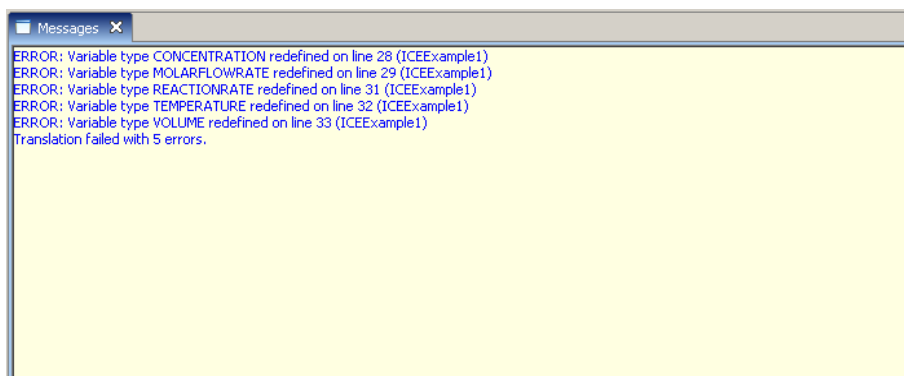 Messages
ERROR: Variable type CONCENTRATION redefined on line 28 (ICEExample1)
ERROR: Variable type MOLARFLOWRATE redefined on line 29 (ICEExample1)
ERROR: Variable type REACTIONRATE redefined on line 31 (ICEExample1)
ERROR: Variable type TEMPERATURE redefined on line 32 (ICEExample1)
ERROR: Variable type VOLUME redefined on line 33 (ICEExample1)
Translation failed with 5 errors.